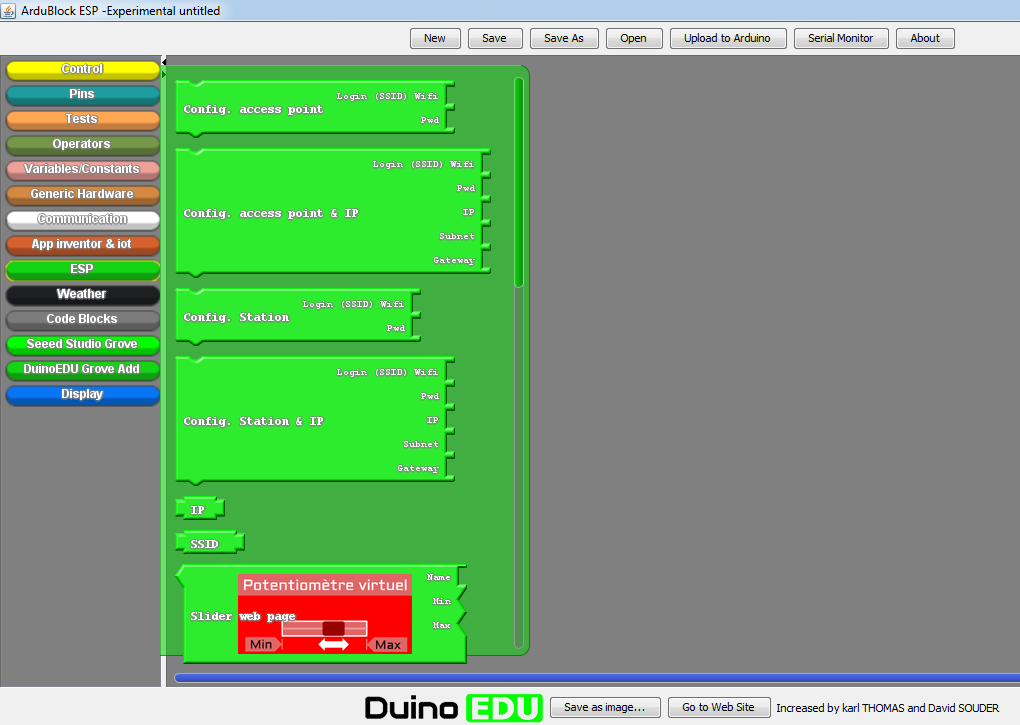 ArduBlock ESP -Experimental untitled
New Save Save As Open Upload to Arduino Serial Monitor About
Control
Pins
Tests
Operators
Variables/Constants
Generic Hardware
Communication
App inventor & iot
ESP
Weather
Code Blocks
Seeed Studio Grove
DuinoEDU Grove Add
Display
Login (SSID) Wifi
Config. access point
Pwd
Login (SSID) Wifi
Pwd
Config. access point & IP
IP
Subnet
Gateway
Login (SSID) Wifi
Config. Station
Pwd
Login (SSID) Wifi
Pwd
Config. Station & IP
IP
Subnet
Gateway
IP
SSID
Name
Potentiomètre virtuel
Min
Slider web page
Max
Min Max
Duino EDU Save as image... Go to Web Site Increased by karl THOMAS and David SOUDER